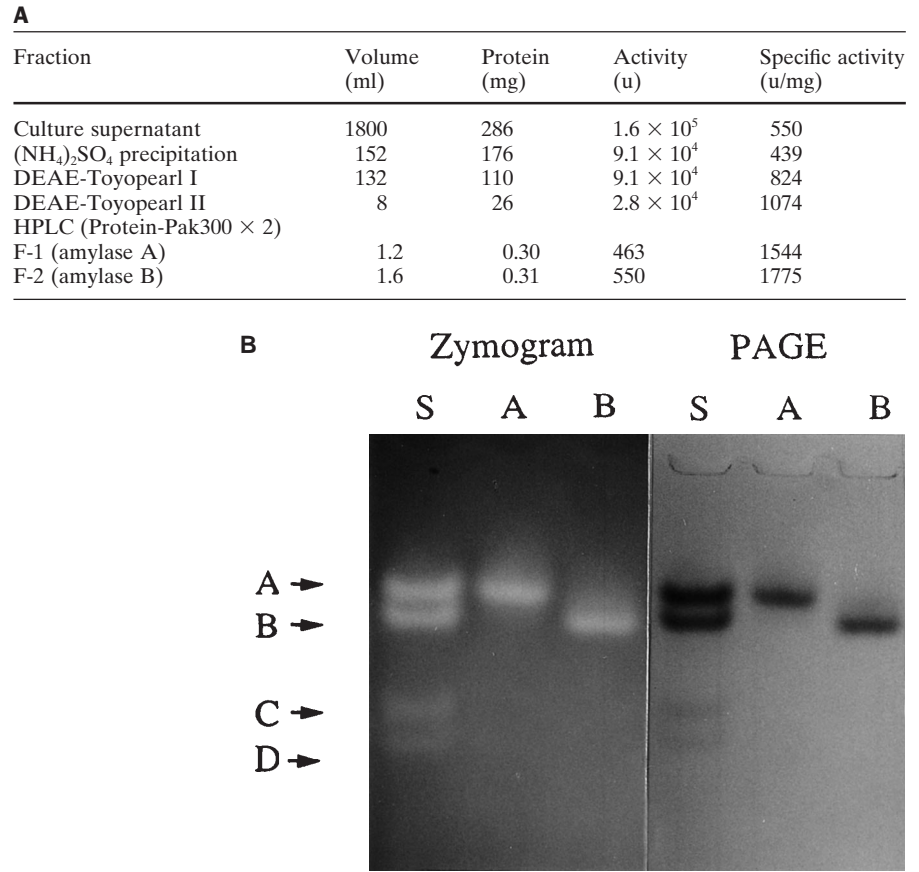 A
Fraction Volume Protein Activity Specific activity
(ml) (mg) (u) (u/mg)
Culture supernatant 1800 286 1.6 × 10⁵ 550
(NH₄)₂SO₄ precipitation 152 176 9.1 × 10⁴ 439
DEAE-Toyopearl I 132 110 9.1 × 10⁴ 824
DEAE-Toyopearl II 8 26 2.8 × 10⁴ 1074
HPLC (Protein-Pak300 × 2)
F-1 (amylase A) 1.2 0.30 463 1544
F-2 (amylase B) 1.6 0.31 550 1775
B Zymogram PAGE
S A B S A B
A
B
C
D